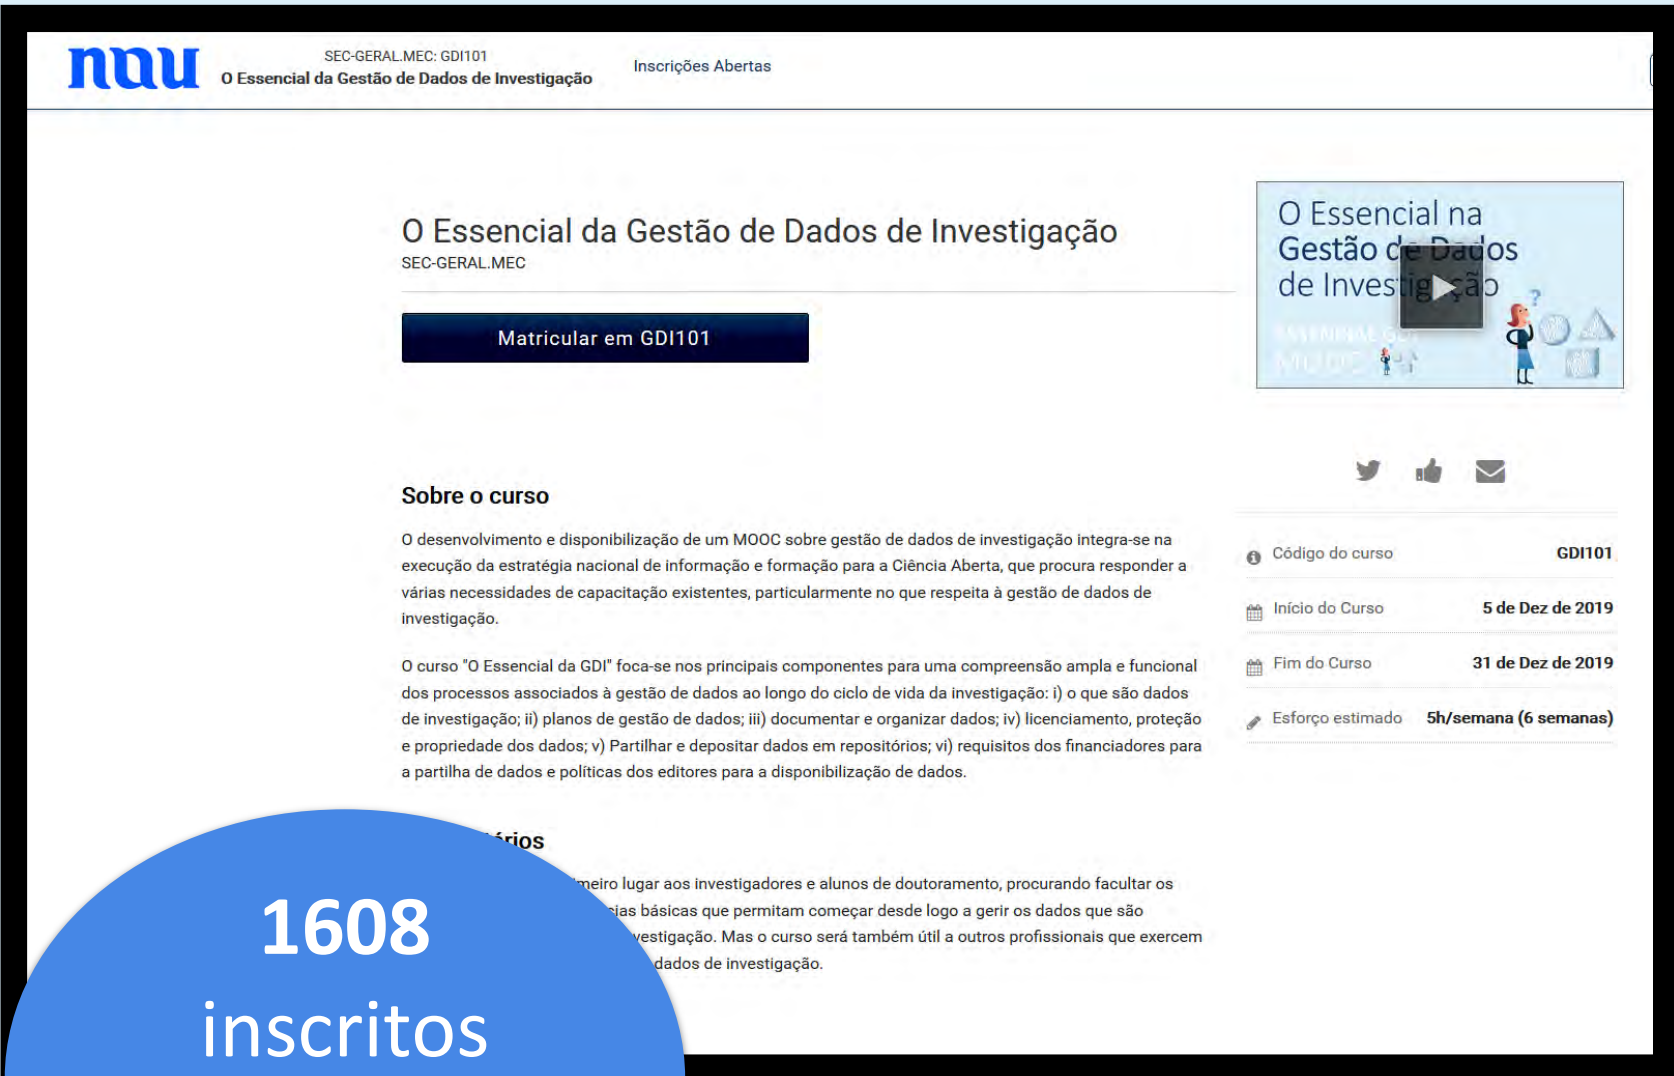 nau
SEC-GERAL.MEC: GDI101
O Essencial da Gestão de Dados de Investigação
Inscrições Abertas
O Essencial da Gestão de Dados de Investigação
SEC-GERAL.MEC
Matricular em GDI101
O Essencial na
Gestão de Dados
de Investigação
Sobre o curso
O desenvolvimento e disponibilização de um MOOC sobre gestão de dados de investigação integra-se na
execução da estratégia nacional de informação e formação para a Ciência Aberta, que procura responder a
várias necessidades de capacitação existentes, particularmente no que respeita à gestão de dados de
investigação.
O curso "O Essencial da GDI" foca-se nos principais componentes para uma compreensão ampla e funcional
dos processos associados à gestão de dados ao longo do ciclo de vida da investigação: i) o que são dados
de investigação; ii) planos de gestão de dados; iii) documentar e organizar dados; iv) licenciamento, proteção
e propriedade dos dados; v) Partilhar e depositar dados em repositórios; vi) requisitos dos financiadores para
a partilha de dados e políticas dos editores para a disponibilização de dados.
Código do curso GDI101
Início do Curso 5 de Dez de 2019
Fim do Curso 31 de Dez de 2019
Esforço estimado 5h/semana (6 semanas)
lugar aos investigadores e alunos de doutoramento, procurando facultar os
básicas que permitam começar desde logo a gerir os dados que são
Mas o curso será também útil a outros profissionais que exercem
dados de investigação.
1608
inscritos